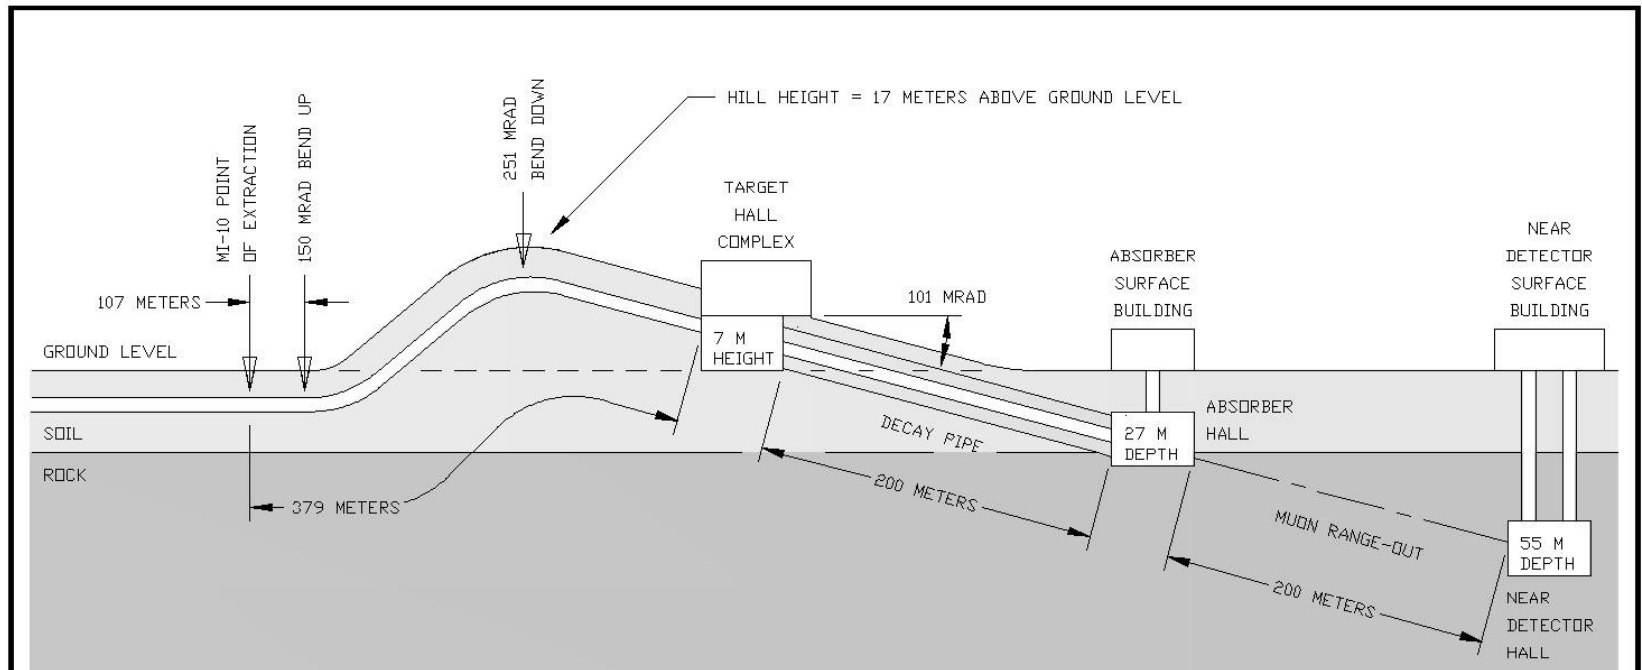 HILL HEIGHT = 17 METERS ABOVE GROUND LEVEL
MI-10 POINT
OF EXTRACTION
150 MRAD BEND UP
251 MRAD
BEND DOWN
TARGET
HALL
COMPLEX
ABSORBER
SURFACE
BUILDING
NEAR
DETECTOR
SURFACE
BUILDING
107 METERS
101 MRAD
GROUND LEVEL
7 M
HEIGHT
SOIL
ROCK
DECAY PIPE
27 M
DEPTH
ABSORBER
HALL
379 METERS
200 METERS
MUON RANGE-OUT
200 METERS
55 M
DEPTH
NEAR
DETECTOR
HALL